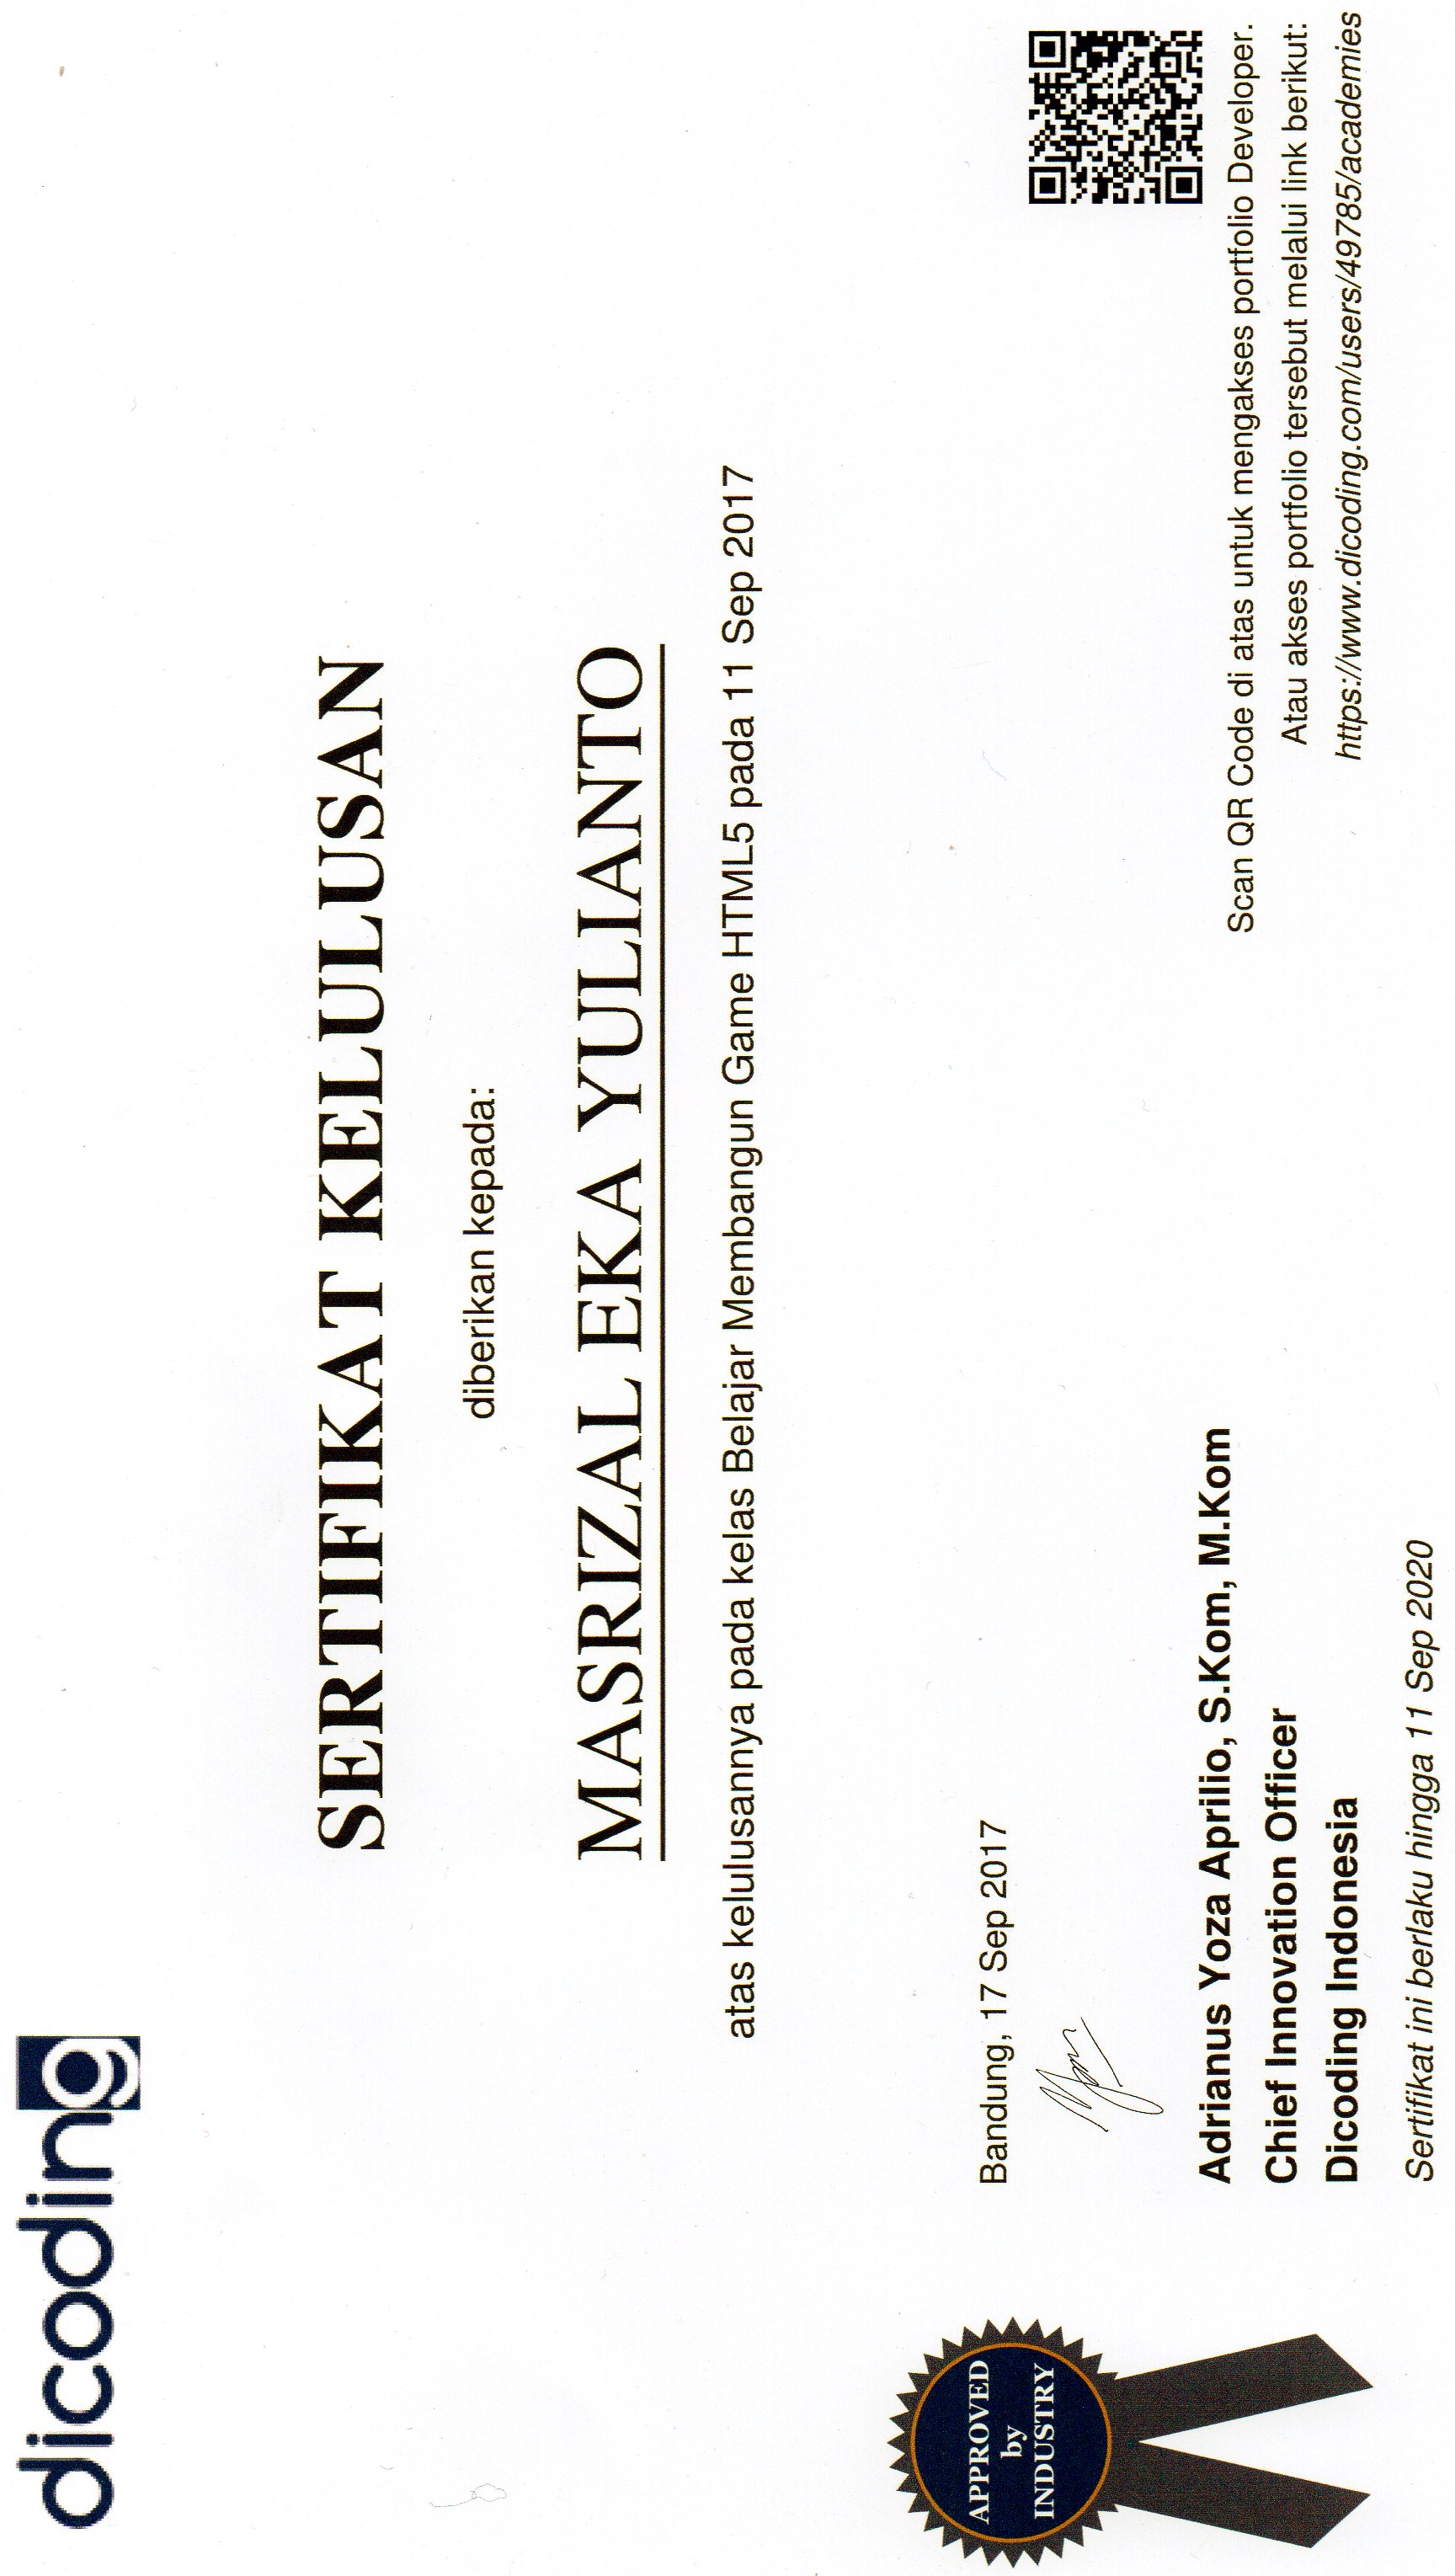 dicoding
SERTIFIKAT KELULUSAN
diberikan kepada:
MASRIZAL EKA YULIANTO
atas kelulusannya pada kelas Belajar Membangun Game HTML5 pada 11 Sep 2017
APPROVED
by
INDUSTRY
Bandung, 17 Sep 2017
Adrianus Yoza Aprilio, S.Kom, M.Kom
Chief Innovation Officer
Dicoding Indonesia
Sertifikat ini berlaku hingga 11 Sep 2020
Scan QR Code di atas untuk mengakses portfolio Developer.
Atau akses portfolio tersebut melalui link berikut:
https://www.dicoding.com/users/49785/academies